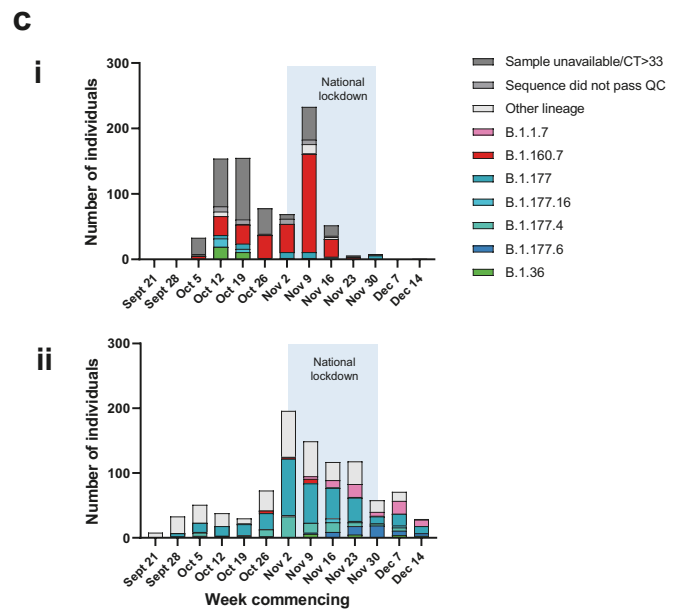 c
i
300
200
100
0
Number of individuals
National
lockdown
Sept 21
Sept 28
Oct 5
Oct 12
Oct 19
Oct 26
Nov 2
Nov 9
Nov 16
Nov 23
Nov 30
Dec 7
Dec 14
Sample unavailable/CT>33
Sequence did not pass QC
Other lineage
B.1.1.7
B.1.160.7
B.1.177
B.1.177.16
B.1.177.4
B.1.177.6
B.1.36
ii
300
200
100
0
Number of individuals
National
lockdown
Sept 21
Sept 28
Oct 5
Oct 12
Oct 19
Oct 26
Nov 2
Nov 9
Nov 16
Nov 23
Nov 30
Dec 7
Dec 14
Week commencing